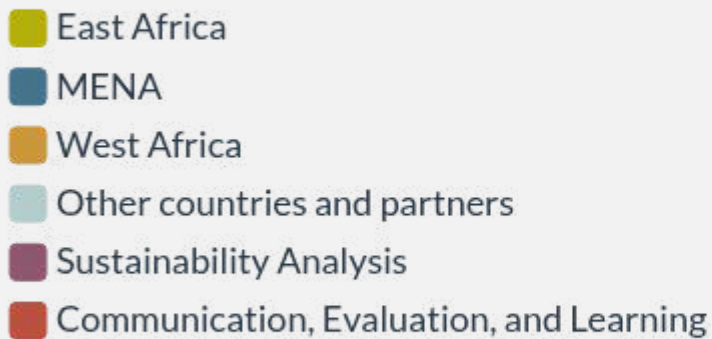 East Africa
MENA
West Africa
Other countries and partners
Sustainability Analysis
Communication, Evaluation, and Learning